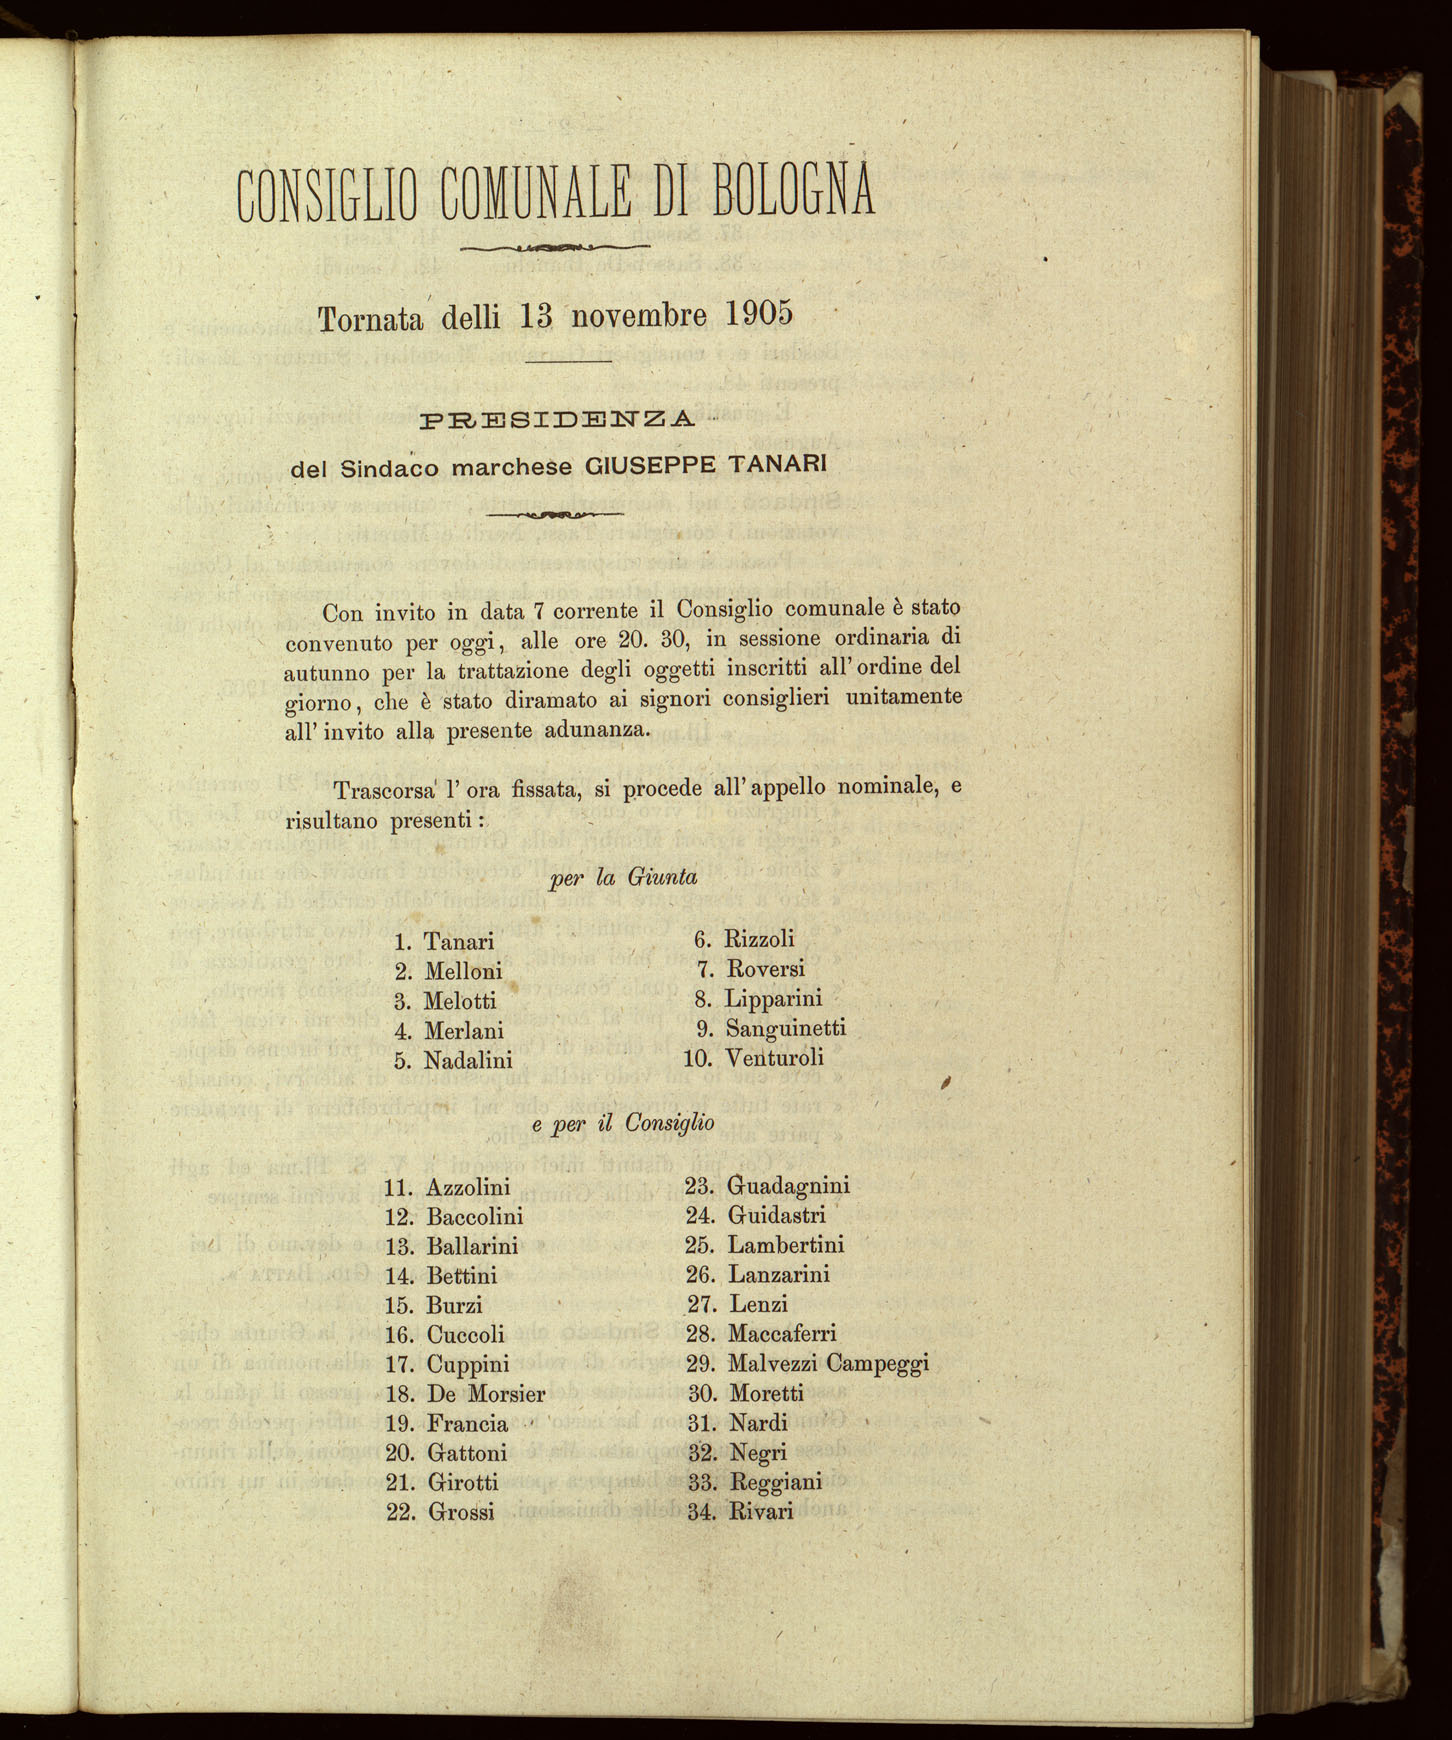 CONSIGLIO COMUNALE DI BOLOGNA
Tornata delli 13 novembre 1905
PRESIDENZA
del Sindaco marchese GIUSEPPE TANARI
Con invito in data 7 corrente il Consiglio comunale è stato
convenuto per oggi, alle ore 20. 30, in sessione ordinaria di
autunno per la trattazione degli oggetti inscritti all' ordine del
giorno, che è stato diramato ai signori consiglieri unitamente
all' invito alla presente adunanza.
Trascorsa l' ora fissata, si procede all' appello nominale, e
risultano presenti:
per la Giunta
1. Tanari
2. Melloni
3. Melotti
4. Merlani
5. Nadalini
6. Rizzoli
7. Roversi
8. Lipparini
9. Sanguinetti
10. Venturoli
e per il Consiglio
11. Azzolini
12. Baccolini
13. Ballarini
14. Bettini
15. Burzi
16. Cuccoli
17. Cuppini
18. De Morsier
19. Francia
20. Gattoni
21. Girotti
22. Grossi
23. Guadagnini
24. Guidastri
25. Lambertini
26. Lanzarini
27. Lenzi
28. Maccaferri
29. Malvezzi Campeggi
30. Moretti
31. Nardi
32. Negri
33. Reggiani
34. Rivari